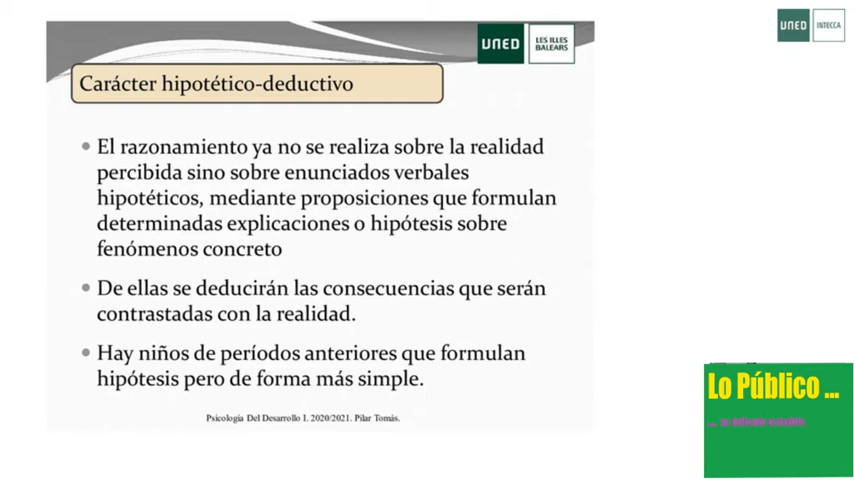 UNED
INTECCA
UNED
LES ILLES
BALEARS
Carácter hipotético-deductivo
• El razonamiento ya no se realiza sobre la realidad
percibida sino sobre enunciados verbales
hipotéticos, mediante proposiciones que formulan
determinadas explicaciones o hipótesis sobre
fenómenos concreto
• De ellas se deducirán las consecuencias que serán
contrastadas con la realidad.
• Hay niños de períodos anteriores que formulan
hipótesis pero de forma más simple.
Psicología Del Desarrollo I. 2020/2021. Pilar Tomás.
Lo Público ...